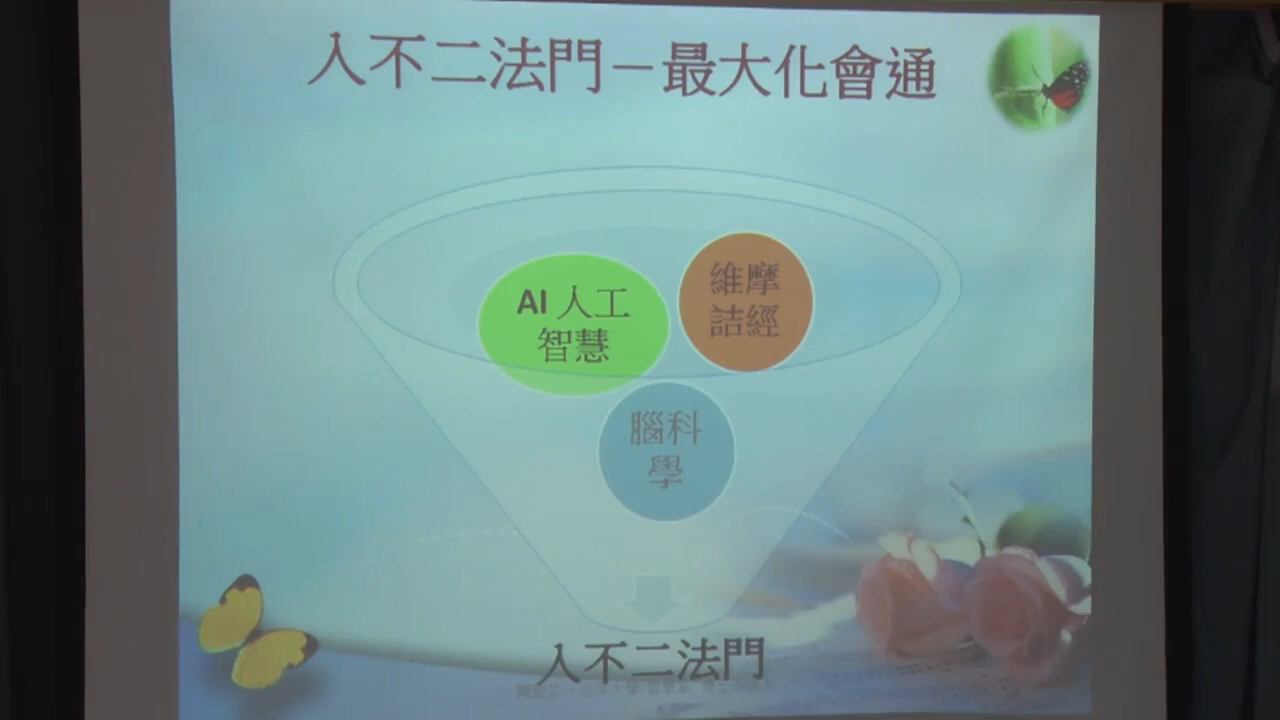 入不二法門－最大化會通
AI 人工
智慧
維摩
詰經
腦科
學
入不二法門